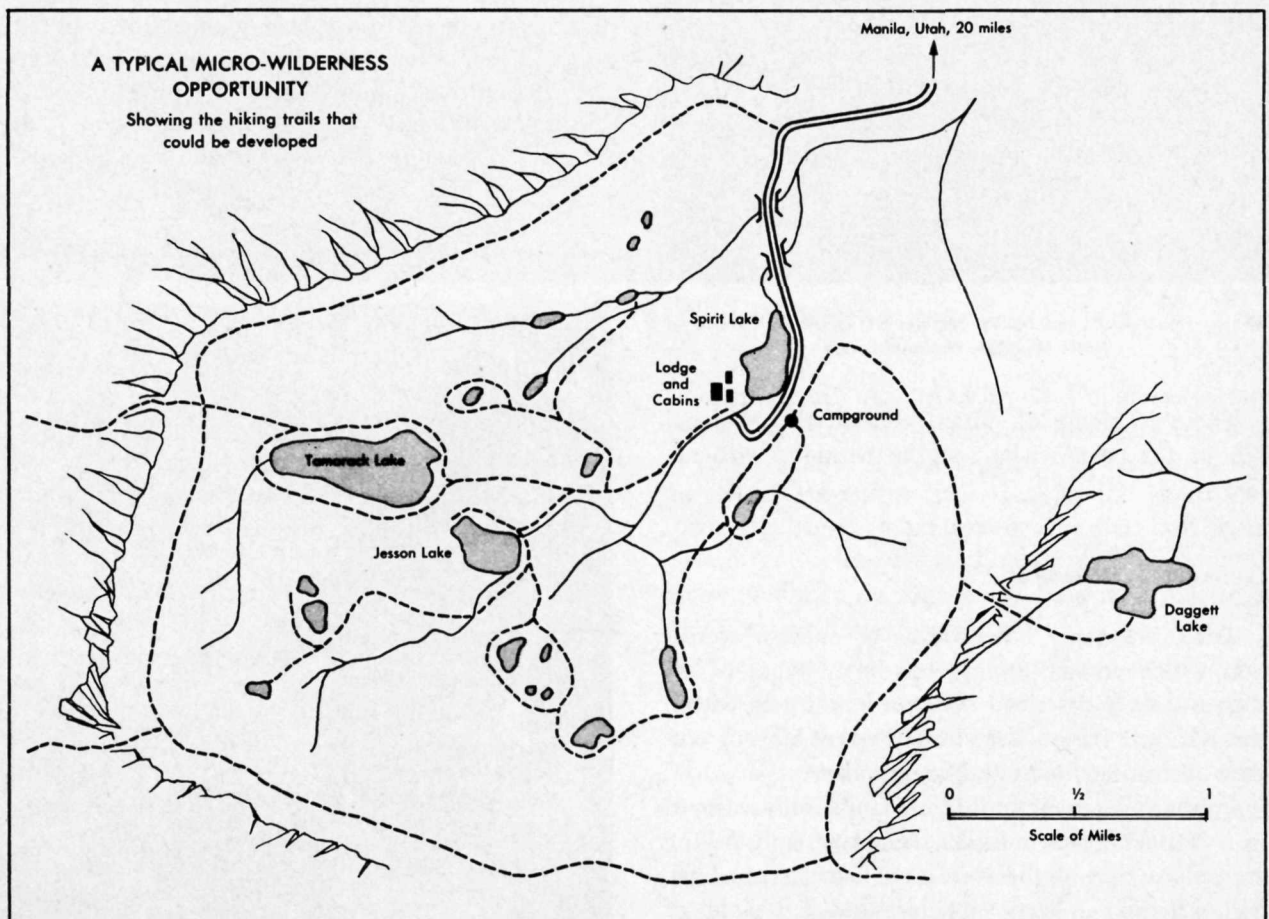 Manila, Utah, 20 miles
A TYPICAL MICRO-WILDERNESS
OPPORTUNITY
Showing the hiking trails that
could be developed
Spirit Lake
Lodge
and
Cabins
Campground
Tamarack Lake
Jesson Lake
Daggett
Lake
0 ½ 1
Scale of Miles